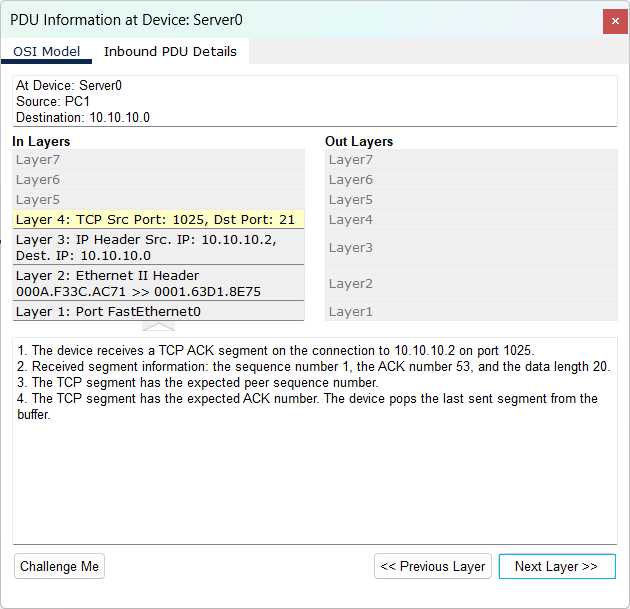 PDU Information at Device: Server0
×
OSI Model Inbound PDU Details
At Device: Server0
Source: PC1
Destination: 10.10.10.0
In Layers
Layer7
Layer6
Layer5
Layer 4: TCP Src Port: 1025, Dst Port: 21
Layer 3: IP Header Src. IP: 10.10.10.2,
Dest. IP: 10.10.10.0
Layer 2: Ethernet II Header
000A.F33C.AC71 >> 0001.63D1.8E75
Layer 1: Port FastEthernet0
Out Layers
Layer7
Layer6
Layer5
Layer4
Layer3
Layer2
Layer1
1. The device receives a TCP ACK segment on the connection to 10.10.10.2 on port 1025.
2. Received segment information: the sequence number 1, the ACK number 53, and the data length 20.
3. The TCP segment has the expected peer sequence number.
4. The TCP segment has the expected ACK number. The device pops the last sent segment from the
buffer.
Challenge Me
<< Previous Layer
Next Layer >>